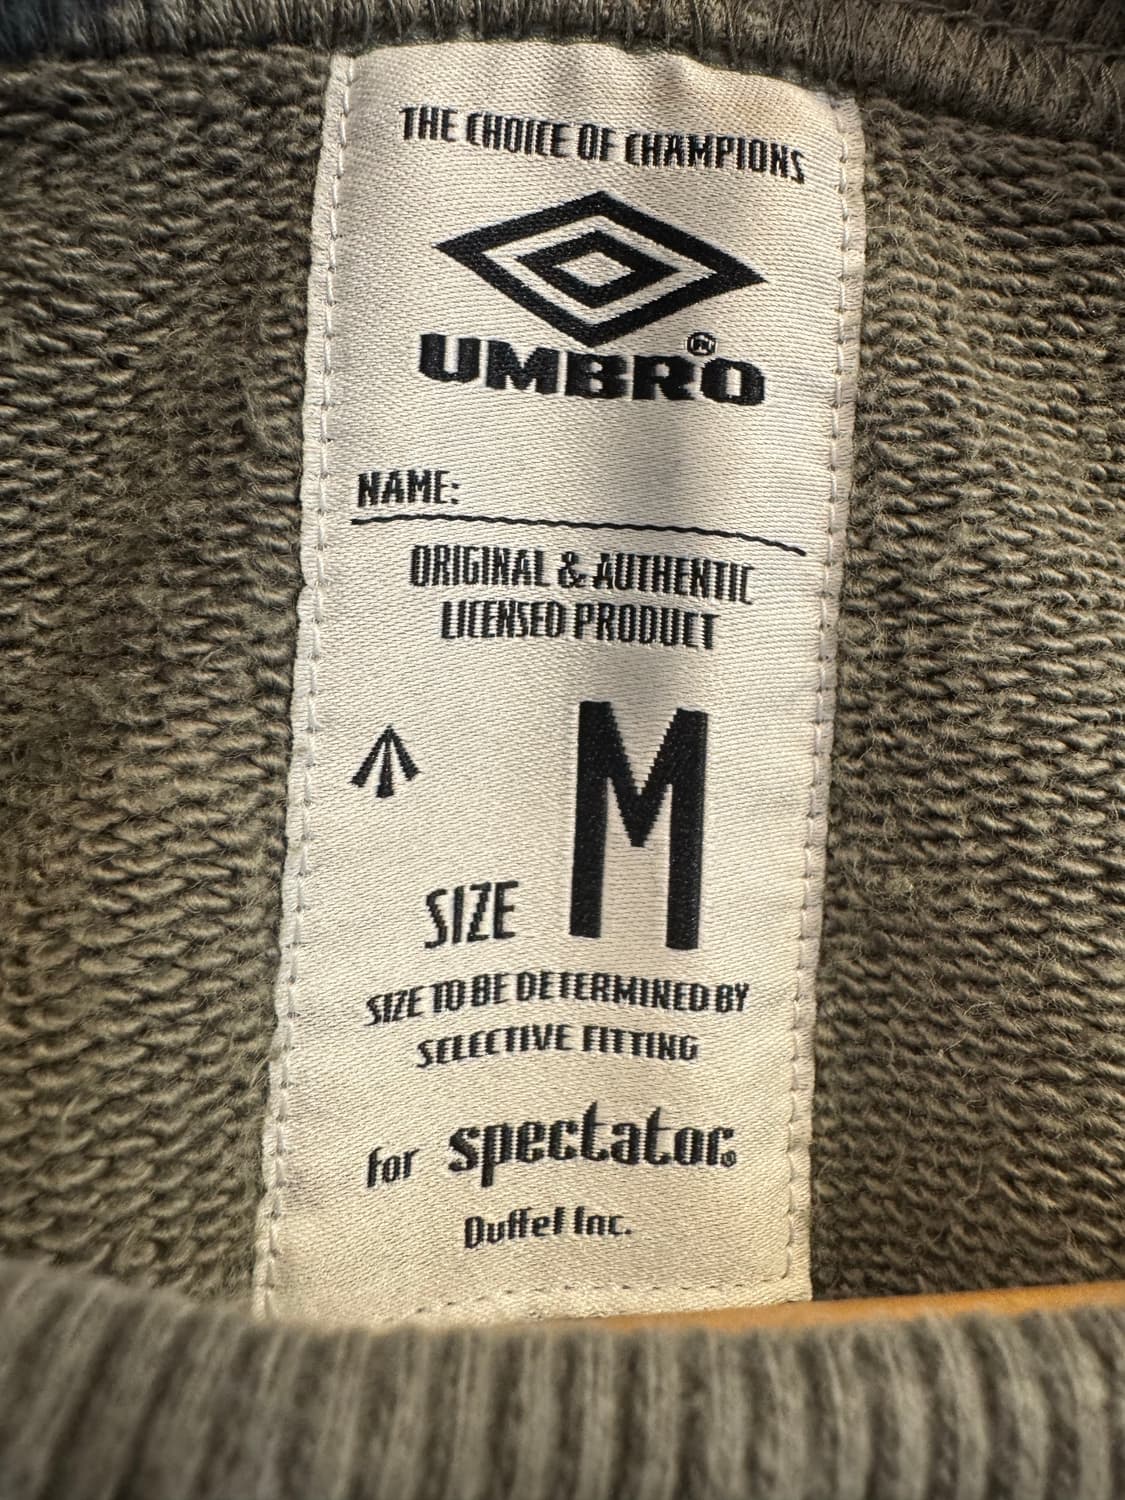 THE CHOICE OF CHAMPIONS
UMBRO®
NAME:
ORIGINAL & AUTHENTIC
LICENSED PRODUCT
M
SIZE
SIZE TO BE DETERMINED BY
SELECTIVE FITTING
for spectator®
Duffel Inc.